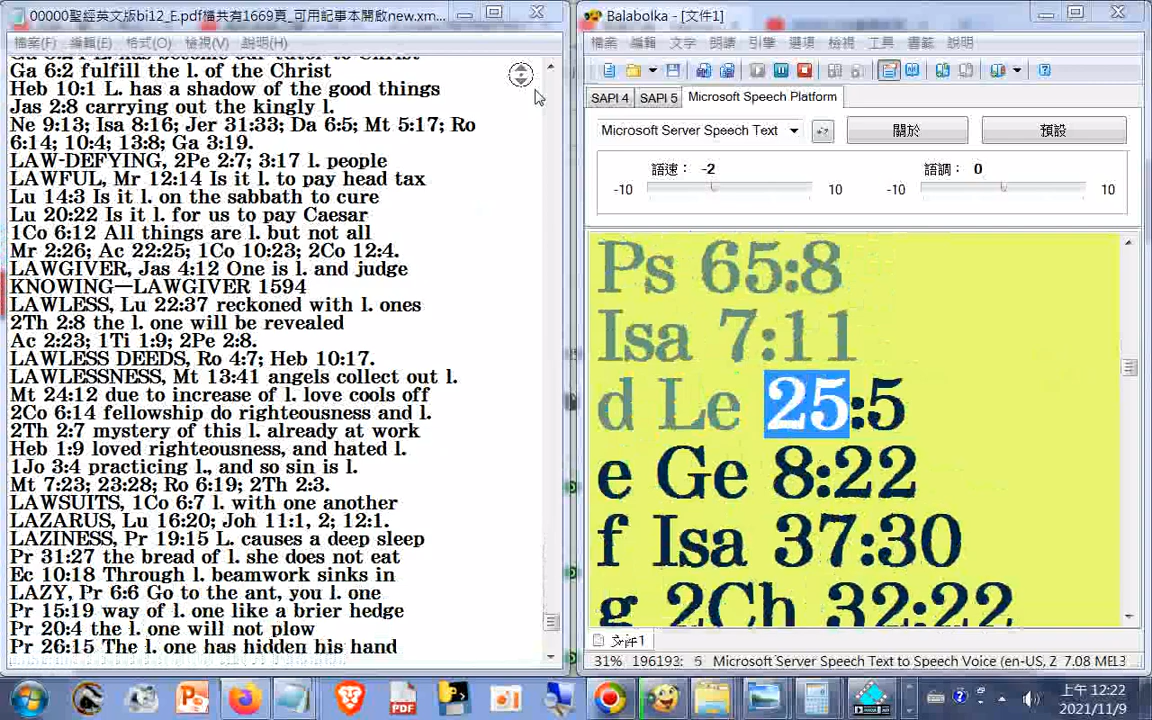 00000聖經英文版bi12_E.pdf檔共有1669頁_可用記事本開啟new.xm...
檔案(F) 編輯(E) 格式(O) 檢視(V) 說明(H)
Ga 6:2 fulfill the l. of the Christ
Heb 10:1 L. has a shadow of the good things
Jas 2:8 carrying out the kingly l.
Ne 9:13; Isa 8:16; Jer 31:33; Da 6:5; Mt 5:17; Ro
6:14; 10:4; 13:8; Ga 3:19.
LAW-DEFYING, 2Pe 2:7; 3:17 l. people
LAWFUL, Mr 12:14 Is it l. to pay head tax
Lu 14:3 Is it l. on the sabbath to cure
Lu 20:22 Is it l. for us to pay Caesar
1Co 6:12 All things are l. but not all
Mr 2:26; Ac 22:25; 1Co 10:23; 2Co 12:4.
LAWGIVER, Jas 4:12 One is l. and judge
KNOWING—LAWGIVER 1594
LAWLESS, Lu 22:37 reckoned with l. ones
2Th 2:8 the l. one will be revealed
Ac 2:23; 1Ti 1:9; 2Pe 2:8.
LAWLESS DEEDS, Ro 4:7; Heb 10:17.
LAWLESSNESS, Mt 13:41 angels collect out l.
Mt 24:12 due to increase of l. love cools off
2Co 6:14 fellowship do righteousness and l.
2Th 2:7 mystery of this l. already at work
Heb 1:9 loved righteousness, and hated l.
1Jo 3:4 practicing l., and so sin is l.
Mt 7:23; 23:28; Ro 6:19; 2Th 2:3.
LAWSUITS, 1Co 6:7 l. with one another
LAZARUS, Lu 16:20; Joh 11:1, 2; 12:1.
LAZINESS, Pr 19:15 L. causes a deep sleep
Pr 31:27 the bread of l. she does not eat
Ec 10:18 Through l. beamwork sinks in
LAZY, Pr 6:6 Go to the ant, you l. one
Pr 15:19 way of l. one like a brier hedge
Pr 20:4 the l. one will not plow
Pr 26:15 The l. one has hidden his hand
Balabolka - [文件1]
檔案 編輯 文字 朗讀 引擎 選項 檢視 工具 書籤 說明
SAPI 4 SAPI 5 Microsoft Speech Platform
Microsoft Server Speech Text
關於 預設
語速： -2 語調： 0
-10 10 -10 10
Ps 65:8
Isa 7:11
d Le 25:5
e Ge 8:22
f Isa 37:30
g 2Ch 32:22
文件1
31% 196193: 5 Microsoft Server Speech Text to Speech Voice (en-US, Z 7.08 ME
PDF
上午 12:22
2021/11/9